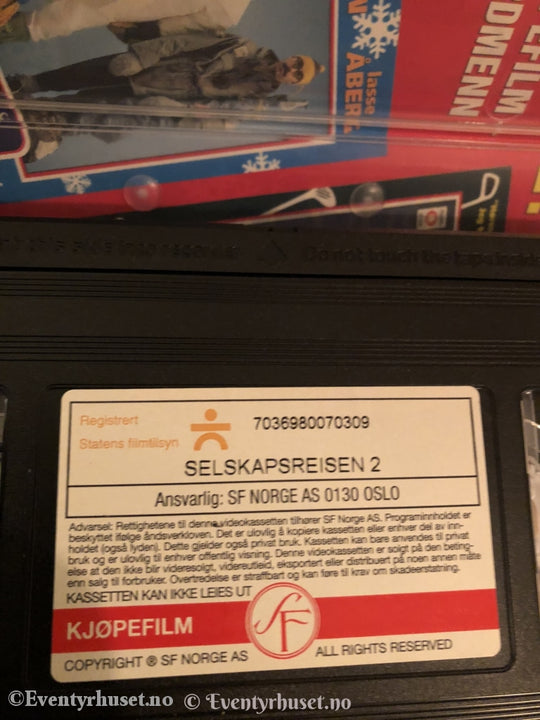 EFILM
DMENN
lasse
ÅBERG
this side into recorder
Do not touch the tape inside
Registrert
Statens filmtilsyn
7036980070309
SELSKAPSREISEN 2
Ansvarlig: SF NORGE AS 0130 OSLO
Advarsel: Rettighetene til denne videokassetten tilhører SF Norge AS. Programinnholdet er
beskyttet ifølge åndsverkloven. Det er ulovlig å kopiere kassetten eller enhver del av inn-
holdet (også lyden). Dette gjelder også privat bruk. Kassetten kan bare anvendes til privat
bruk og er ulovlig til enhver offentlig visning. Denne videokassetten er solgt på den beting-
else at den ikke blir videresolgt, videreutleid, eksportert eller distribuert på noen annen måte
enn salg til forbruker. Overtredelse er straffbart og kan føre til krav om skadeerstatning.
KASSETTEN KAN IKKE LEIES UT
KJØPEFILM
SF
COPYRIGHT ® SF NORGE AS
ALL RIGHTS RESERVED
©Eventyrhuset.no
© Eventyrhuset.no